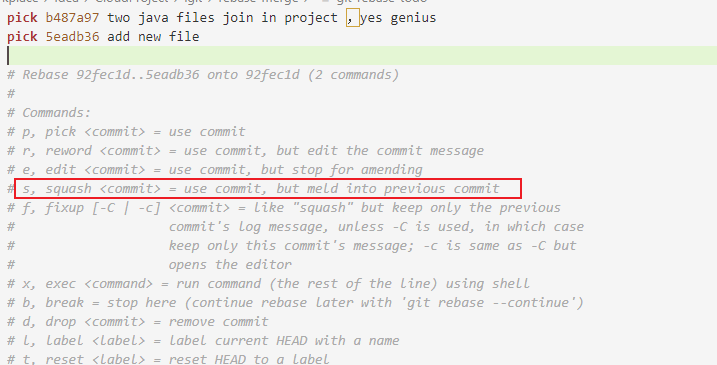 pick b487a97 two java files join in project ，yes genius
pick 5eadb36 add new file
# Rebase 92fec1d..5eadb36 onto 92fec1d (2 commands)
#
# Commands:
# p, pick <commit> = use commit
# r, reword <commit> = use commit, but edit the commit message
# e, edit <commit> = use commit, but stop for amending
# s, squash <commit> = use commit, but meld into previous commit
# f, fixup [-C | -c] <commit> = like "squash" but keep only the previous
#                    commit's log message, unless -C is used, in which case
#                    keep only this commit's message; -c is same as -C but
#                    opens the editor
# x, exec <command> = run command (the rest of the line) using shell
# b, break = stop here (continue rebase later with 'git rebase --continue')
# d, drop <commit> = remove commit
# l, label <label> = label current HEAD with a name
# t, reset <label> = reset HEAD to a label